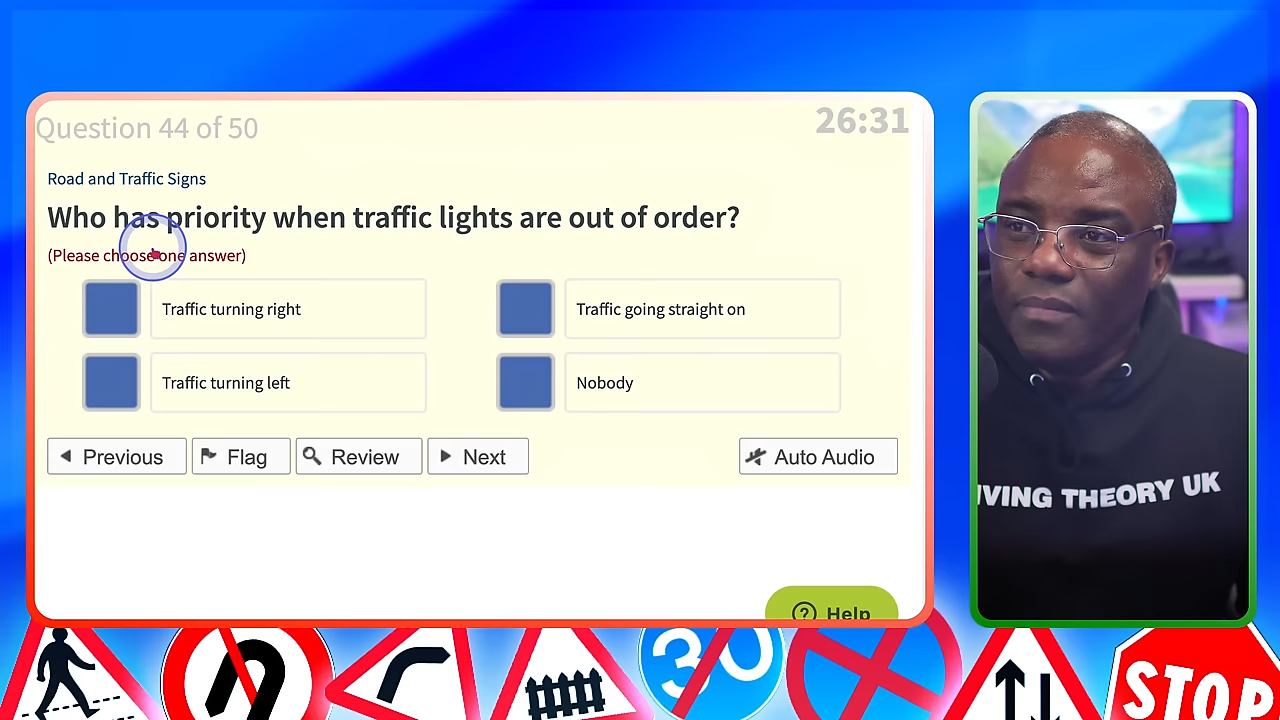 Question 44 of 50
26:31
Road and Traffic Signs
Who has priority when traffic lights are out of order?
(Please choose one answer)
Traffic turning right
Traffic going straight on
Traffic turning left
Nobody
Previous
Flag
Review
Next
Auto Audio
Help
IVING THEORY UK
30
STOP